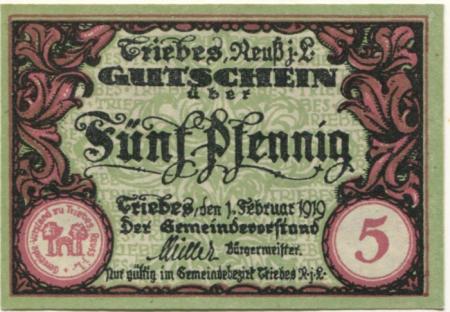 Triebes, Reuß j. L.
GUTSCHEIN
über
Fünf Pfennig
Triebes, den 1. Februar 1919
Der Gemeindevorstand
Müller Bürgermeister.
Nur gültig im Gemeindebezirk Triebes R. j. L.
5